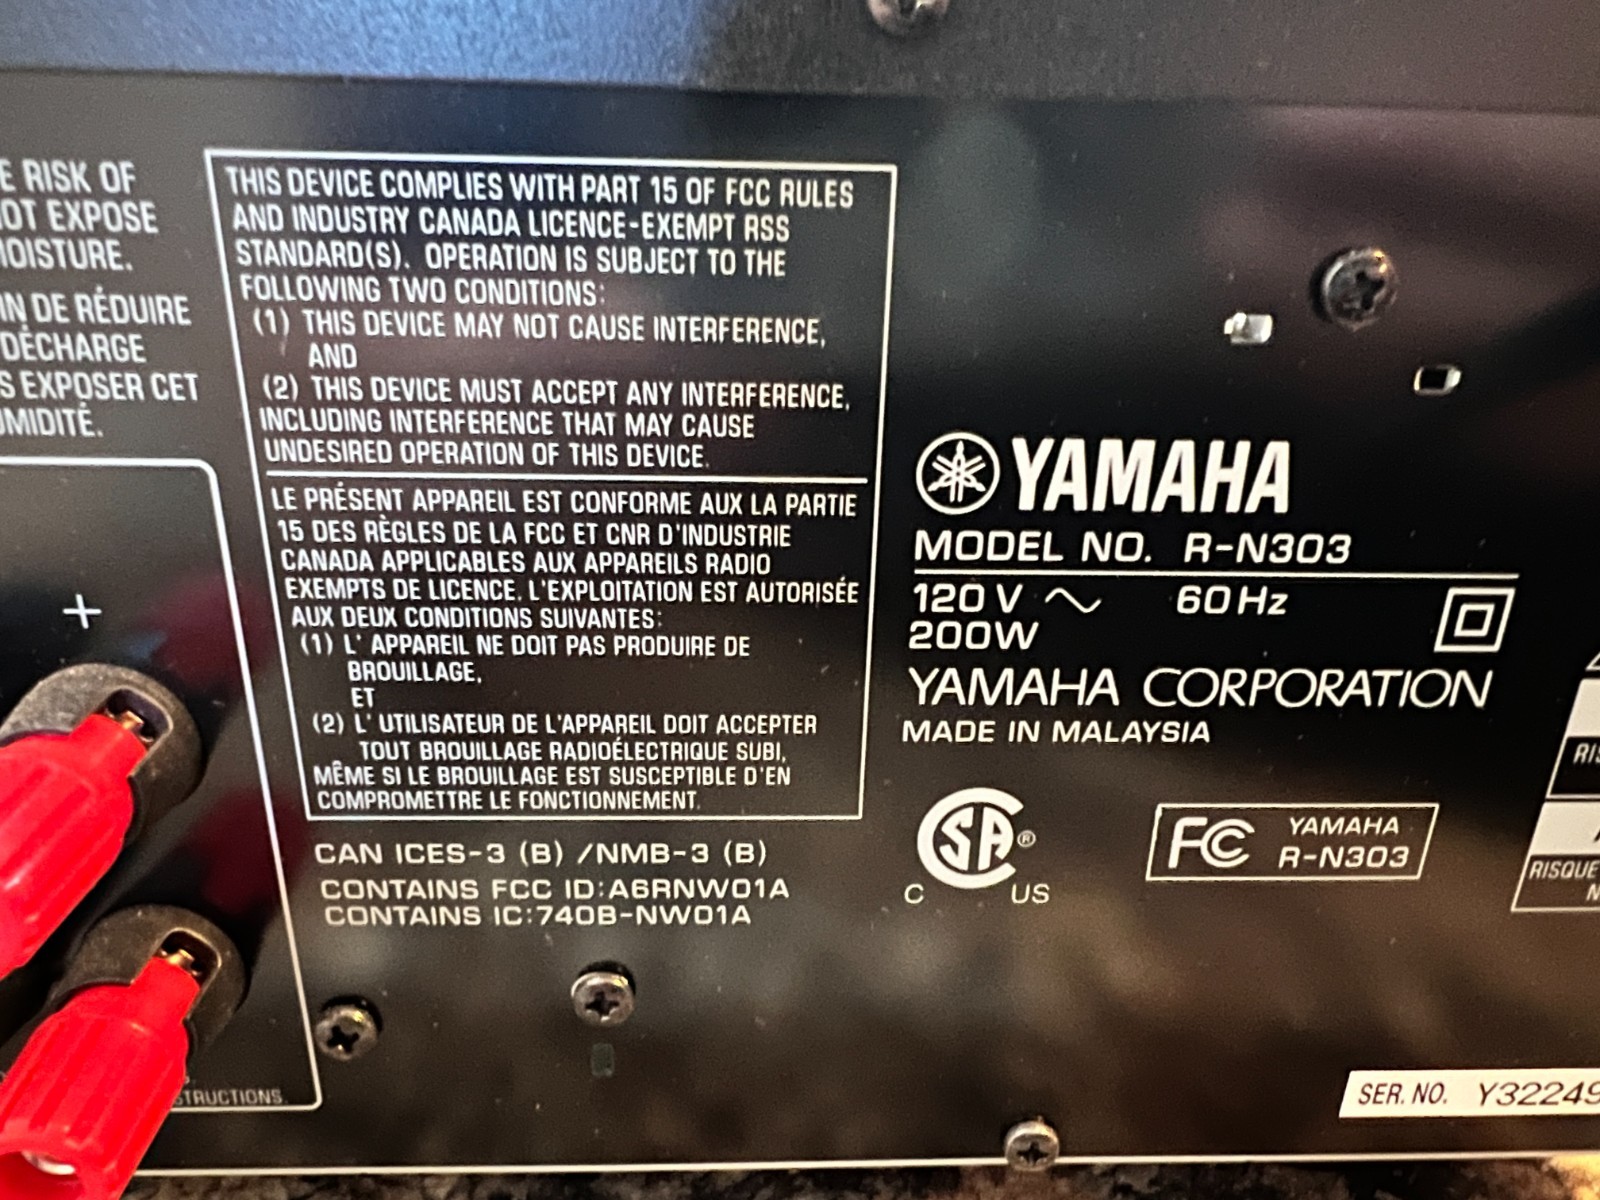 E RISK OF
OT EXPOSE
OISTURE.
IN DE RÉDUIRE
DÉCHARGE
S EXPOSER CET
UMIDITÉ.
+
STRUCTIONS.
THIS DEVICE COMPLIES WITH PART 15 OF FCC RULES
AND INDUSTRY CANADA LICENCE-EXEMPT RSS
STANDARD(S). OPERATION IS SUBJECT TO THE
FOLLOWING TWO CONDITIONS:
(1) THIS DEVICE MAY NOT CAUSE INTERFERENCE,
AND
(2) THIS DEVICE MUST ACCEPT ANY INTERFERENCE,
INCLUDING INTERFERENCE THAT MAY CAUSE
UNDESIRED OPERATION OF THIS DEVICE.
LE PRÉSENT APPAREIL EST CONFORME AUX LA PARTIE
15 DES RÈGLES DE LA FCC ET CNR D'INDUSTRIE
CANADA APPLICABLES AUX APPAREILS RADIO
EXEMPTS DE LICENCE. L'EXPLOITATION EST AUTORISÉE
AUX DEUX CONDITIONS SUIVANTES:
(1) L' APPAREIL NE DOIT PAS PRODUIRE DE
BROUILLAGE,
ET
(2) L' UTILISATEUR DE L'APPAREIL DOIT ACCEPTER
TOUT BROUILLAGE RADIOÉLECTRIQUE SUBI,
MÊME SI LE BROUILLAGE EST SUSCEPTIBLE D'EN
COMPROMETTRE LE FONCTIONNEMENT.
CAN ICES-3 (B) /NMB-3 (B)
CONTAINS FCC ID:A6RNW01A
CONTAINS IC:740B-NW01A
YAMAHA
MODEL NO. R-N303
120 V ~ 60 Hz
200W
YAMAHA CORPORATION
MADE IN MALAYSIA
C SA ® US
FC YAMAHA
R-N303
RIS
RISQUE
N
SER. NO. Y32249